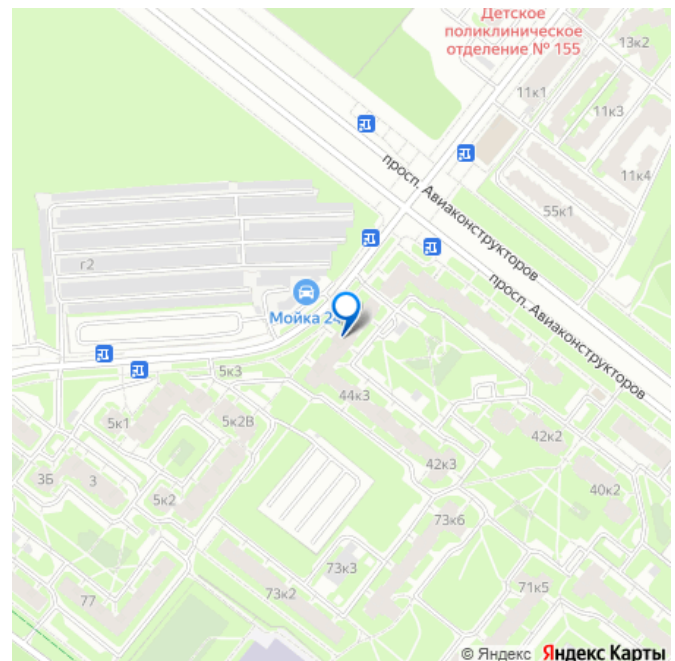 Детское
поликлиническое
отделение № 155
13к2
11к1
11к3
11к4
просп. Авиаконструкторов
55к1
г2
Мойка 24
просп. Авиаконструкторов
5к3
44к3
5к1
5к2В
42к2
3Б
3
42к3
5к2
40к2
73к6
73к3
71к5
77
73к2
© Яндекс Яндекс Карты